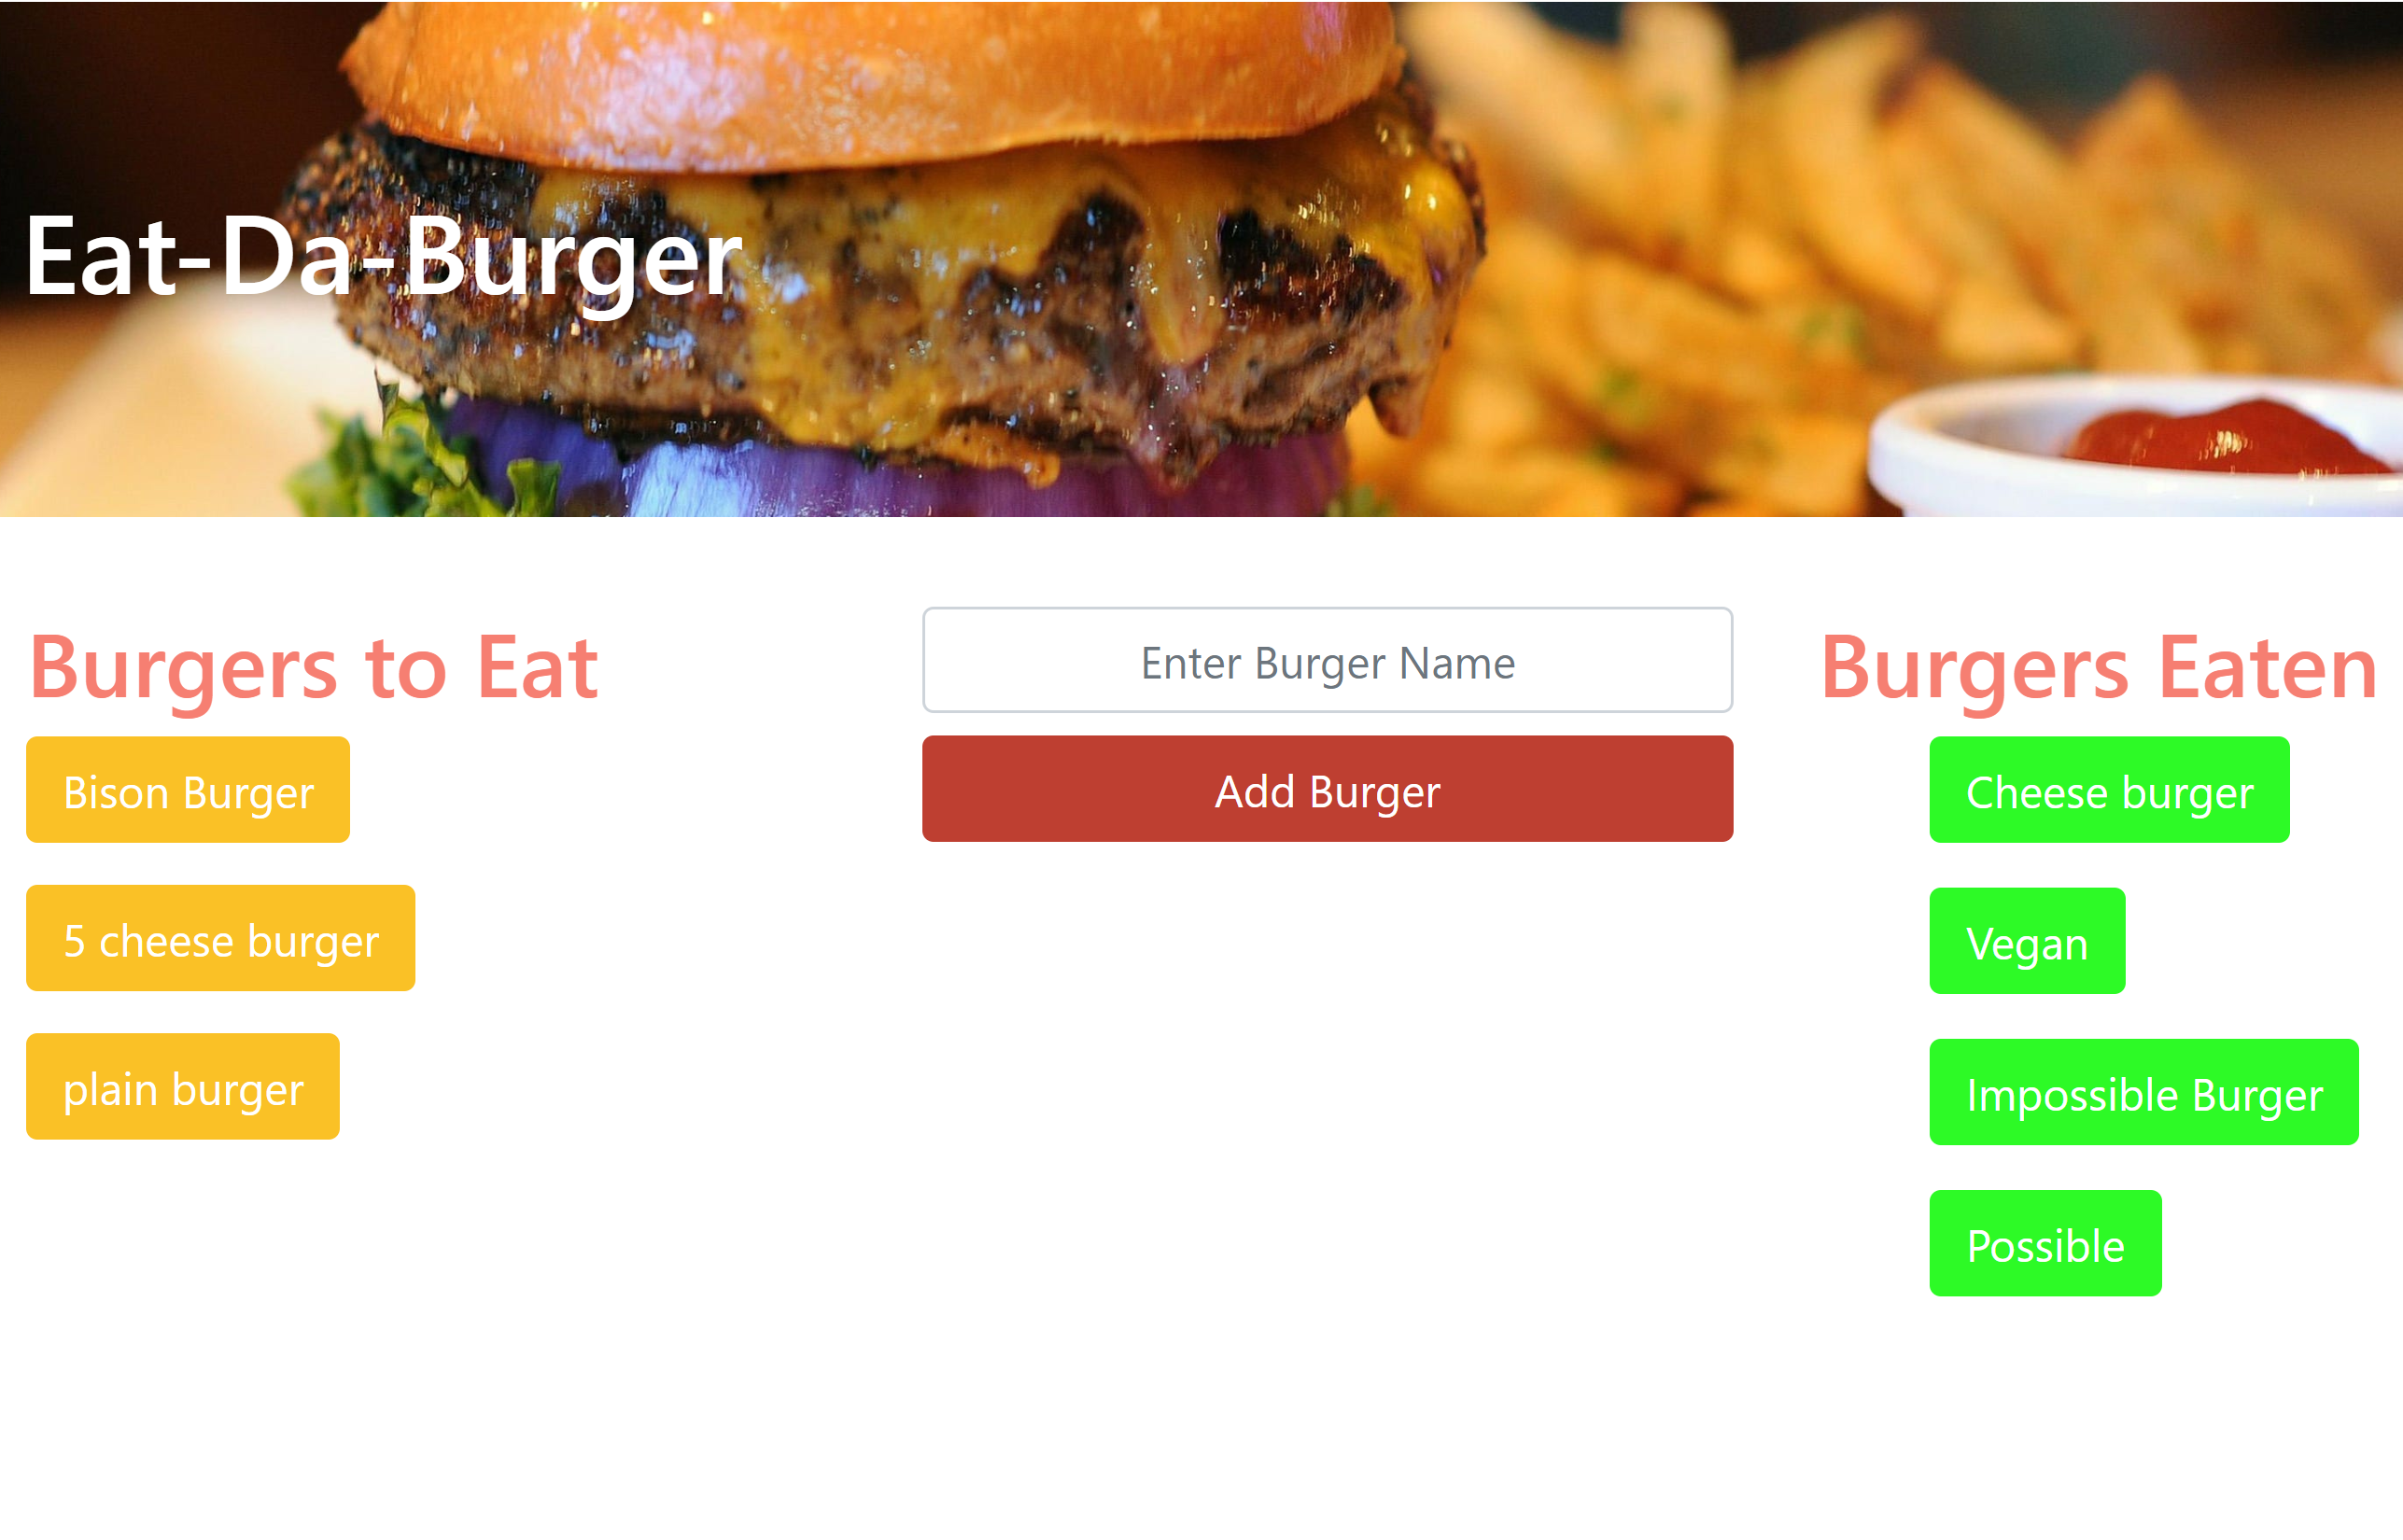 Eat-Da-Burger
Burgers to Eat
Bison Burger
5 cheese burger
plain burger
Enter Burger Name
Add Burger
Burgers Eaten
Cheese burger
Vegan
Impossible Burger
Possible